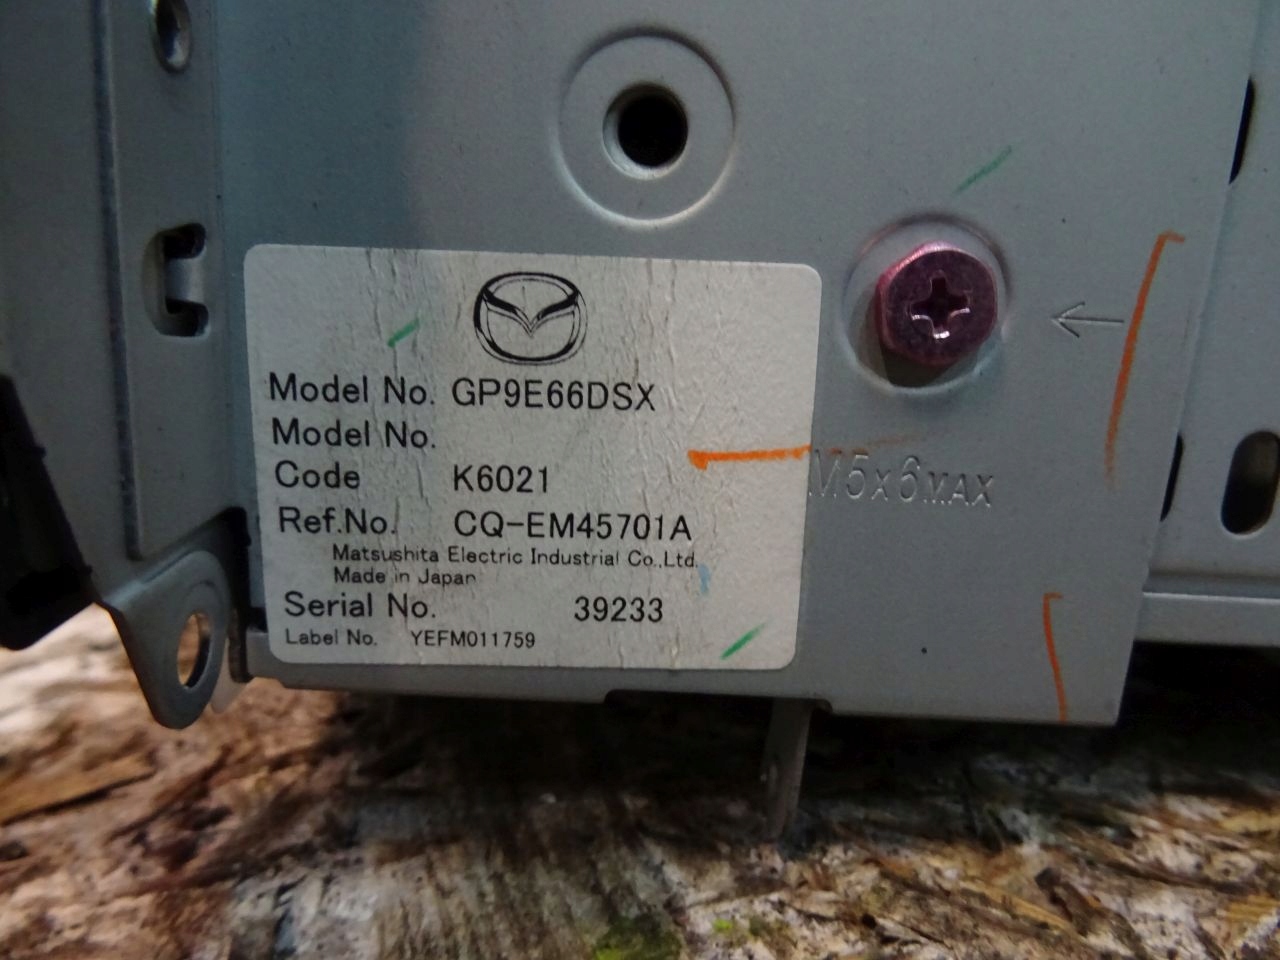 Model No. GP9E66DSX
Model No.
Code K6021
Ref.No. CQ-EM45701A
Matsushita Electric Industrial Co.,Ltd.
Made in Japan
Serial No. 39233
Label No. YEFM011759
M5x6MAX